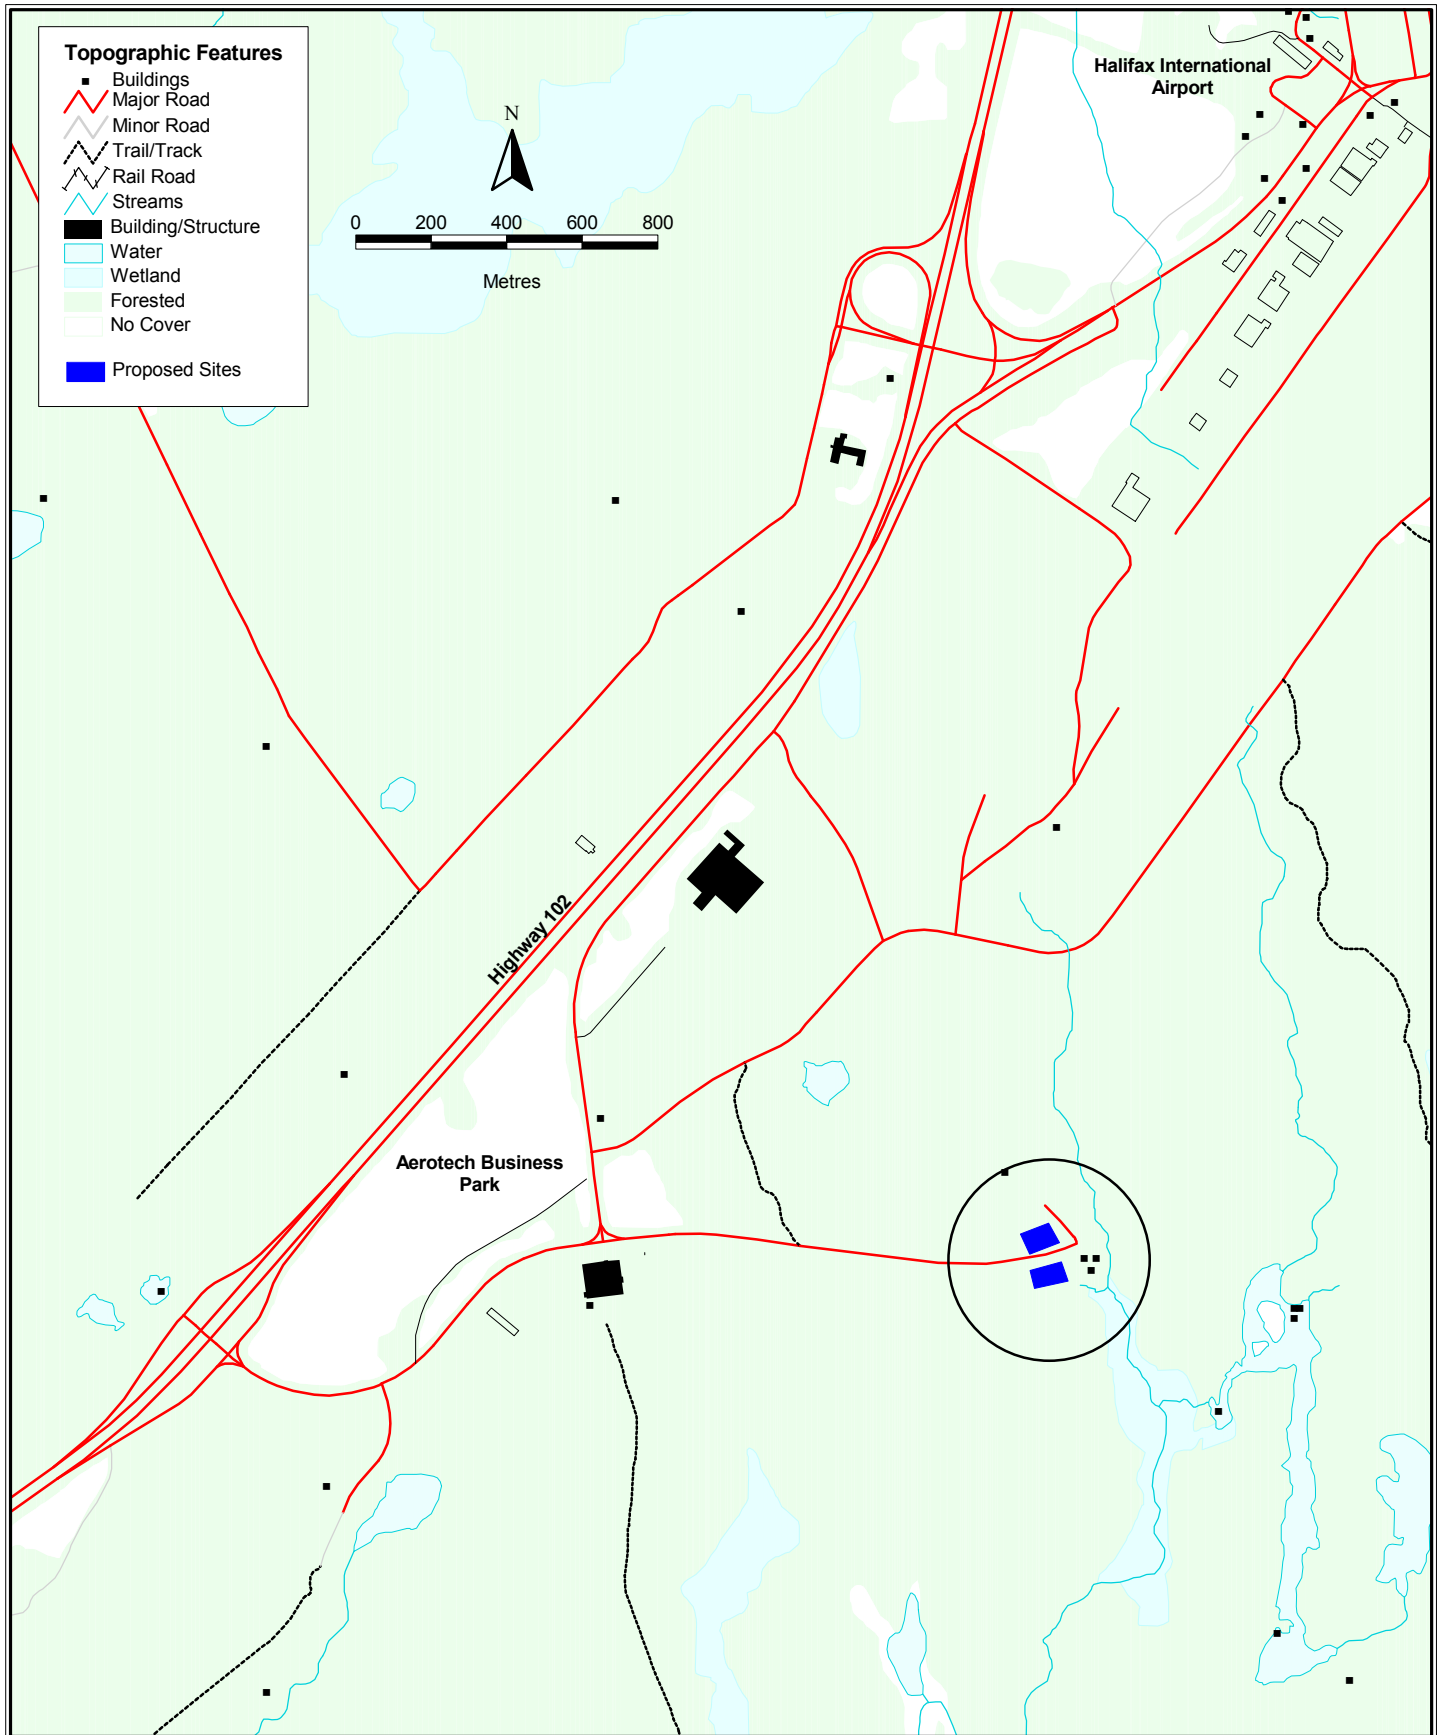 Topographic Features
Buildings
Major Road
Minor Road
Trail/Track
Rail Road
Streams
Building/Structure
Water
Wetland
Forested
No Cover
Proposed Sites
N
0 200 400 600 800
Metres
Halifax International
Airport
Highway 102
Aerotech Business
Park